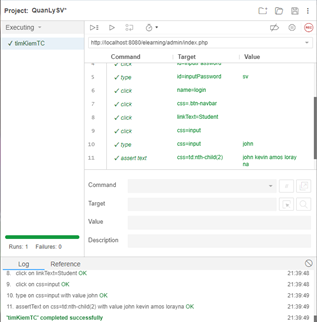 Project: QuanLySV*
Executing
✓ timKiemTC
http://localhost:8080/elearning/admin/index.php
Command Target Value
4 ✓ click id=inputPassword
5 ✓ type id=inputPassword sv
6 ✓ click name=login
7 ✓ click css=.btn-navbar
8 ✓ click linkText=Student
9 ✓ click css=input
10 ✓ type css=input john
11 ✓ assert text css=td:nth-child(2) john kevin amos loray
na
Command
Target
Value
Description
Runs: 1 Failures: 0
Log Reference
8. click on linkText=Student OK 21:39:48
9. click on css=input OK 21:39:48
10. type on css=input with value john OK 21:39:49
11. assertText on css=td:nth-child(2) with value john kevin amos lorayna OK 21:39:49
'timKiemTC' completed successfully 21:39:49